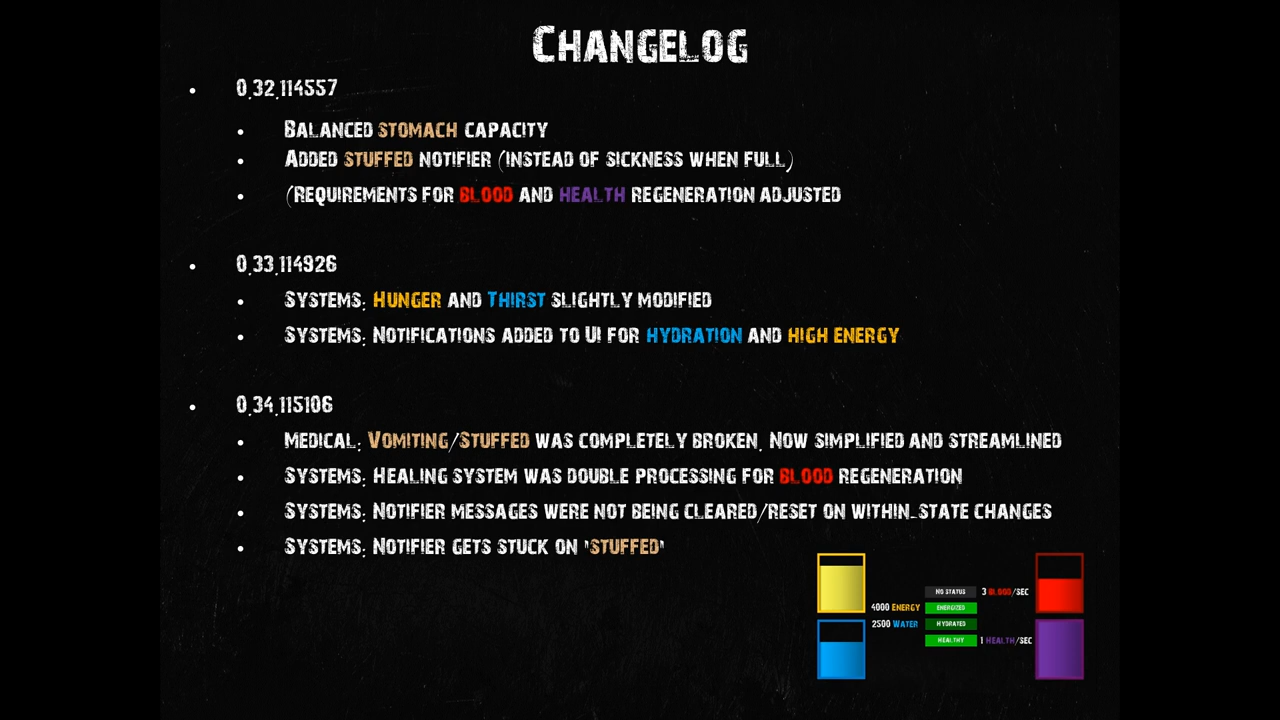 Changelog
• 0.32.114557
• Balanced stomach capacity
• Added stuffed notifier (instead of sickness when full)
• (Requirements for blood and health regeneration adjusted
• 0.33.114926
• Systems: Hunger and Thirst slightly modified
• Systems: Notifications added to UI for hydration and high energy
• 0.34.115106
• Medical: Vomiting/Stuffed was completely broken. Now simplified and streamlined
• Systems: Healing system was double processing for blood regeneration
• Systems: Notifier messages were not being cleared/reset on within-state changes
• Systems: Notifier gets stuck on 'stuffed'
No status 3 Blood/sec
4000 Energy Energized
2500 Water Hydrated
Healthy 1 Health/sec